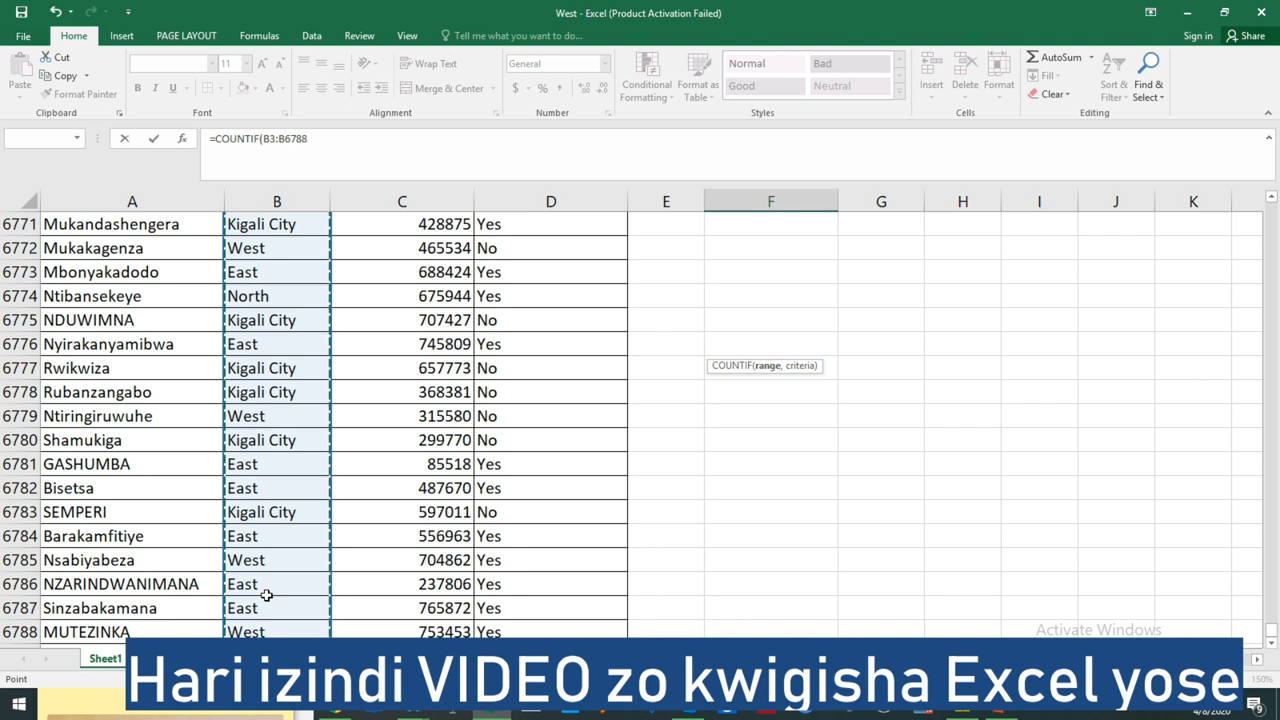 West - Excel (Product Activation Failed)
File Home Insert PAGE LAYOUT Formulas Data Review View Tell me what you want to do... Sign in Share
Cut
Copy
Format Painter
Paste
Clipboard
11
Font
Wrap Text
Merge & Center
Alignment
General
Number
Conditional Formatting
Format as Table
Normal Bad
Good Neutral
Styles
Insert Delete Format
Cells
AutoSum
Fill
Clear
Sort & Filter
Find & Select
Editing
=COUNTIF(B3:B6788
A B C D E F G H I J K
6771 Mukandashengera Kigali City 428875 Yes
6772 Mukakagenza West 465534 No
6773 Mbonyakadodo East 688424 Yes
6774 Ntibansekeye North 675944 Yes
6775 NDUWIMNA Kigali City 707427 No
6776 Nyirakanyamibwa East 745809 Yes
6777 Rwikwiza Kigali City 657773 No
COUNTIF(range, criteria)
6778 Rubanzangabo Kigali City 368381 No
6779 Ntiringiruwuhe West 315580 No
6780 Shamukiga Kigali City 299770 No
6781 GASHUMBA East 85518 Yes
6782 Bisetsa East 487670 Yes
6783 SEMPERI Kigali City 597011 No
6784 Barakamfitiye East 556963 Yes
6785 Nsabiyabeza West 704862 Yes
6786 NZARINDWANIMANA East 237806 Yes
6787 Sinzabakamana East 765872 Yes
6788 MUTEZINKA West 753453 Yes
Activate Windows
Sheet1
Hari izindi VIDEO zo kwigisha Excel yose
Point
150%
4/8/2020